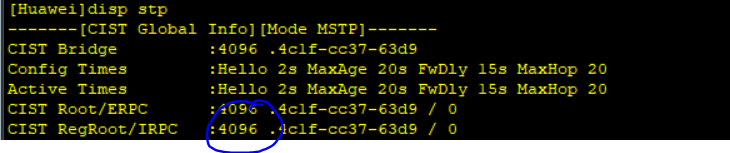 [Huawei]disp stp
-------[CIST Global Info][Mode MSTP]-------
CIST Bridge         :4096 .4c1f-cc37-63d9
Config Times        :Hello 2s MaxAge 20s FwDly 15s MaxHop 20
Active Times        :Hello 2s MaxAge 20s FwDly 15s MaxHop 20
CIST Root/ERPC      :4096 .4c1f-cc37-63d9 / 0
CIST RegRoot/IRPC   :4096 .4c1f-cc37-63d9 / 0